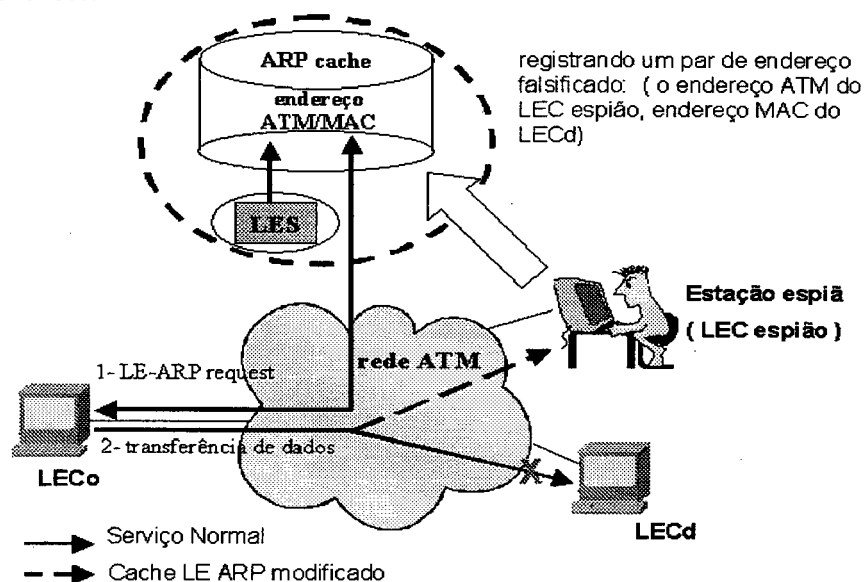 ARP cache
endereço
ATM/MAC
registrando um par de endereço
falsificado: ( o endereço ATM do
LEC espião, endereço MAC do
LECd)
LES
Estação espiã
( LEC espião )
rede ATM
1- LE-ARP request
2- transferência de dados
LECo
X
LECd
Serviço Normal
Cache LE ARP modificado